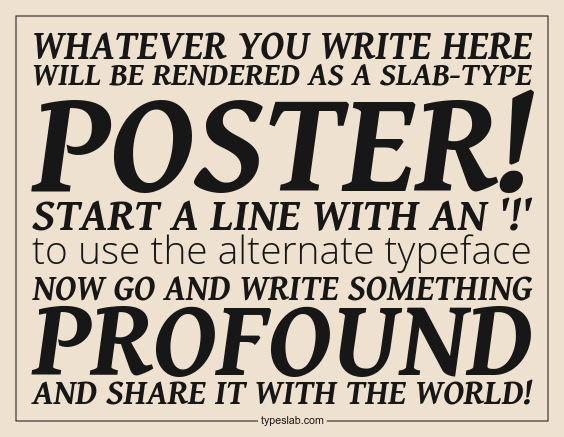 WHATEVER YOU WRITE HERE
WILL BE RENDERED AS A SLAB-TYPE
POSTER!
START A LINE WITH AN '!'
to use the alternate typeface
NOW GO AND WRITE SOMETHING
PROFOUND
AND SHARE IT WITH THE WORLD!
typeslab.com